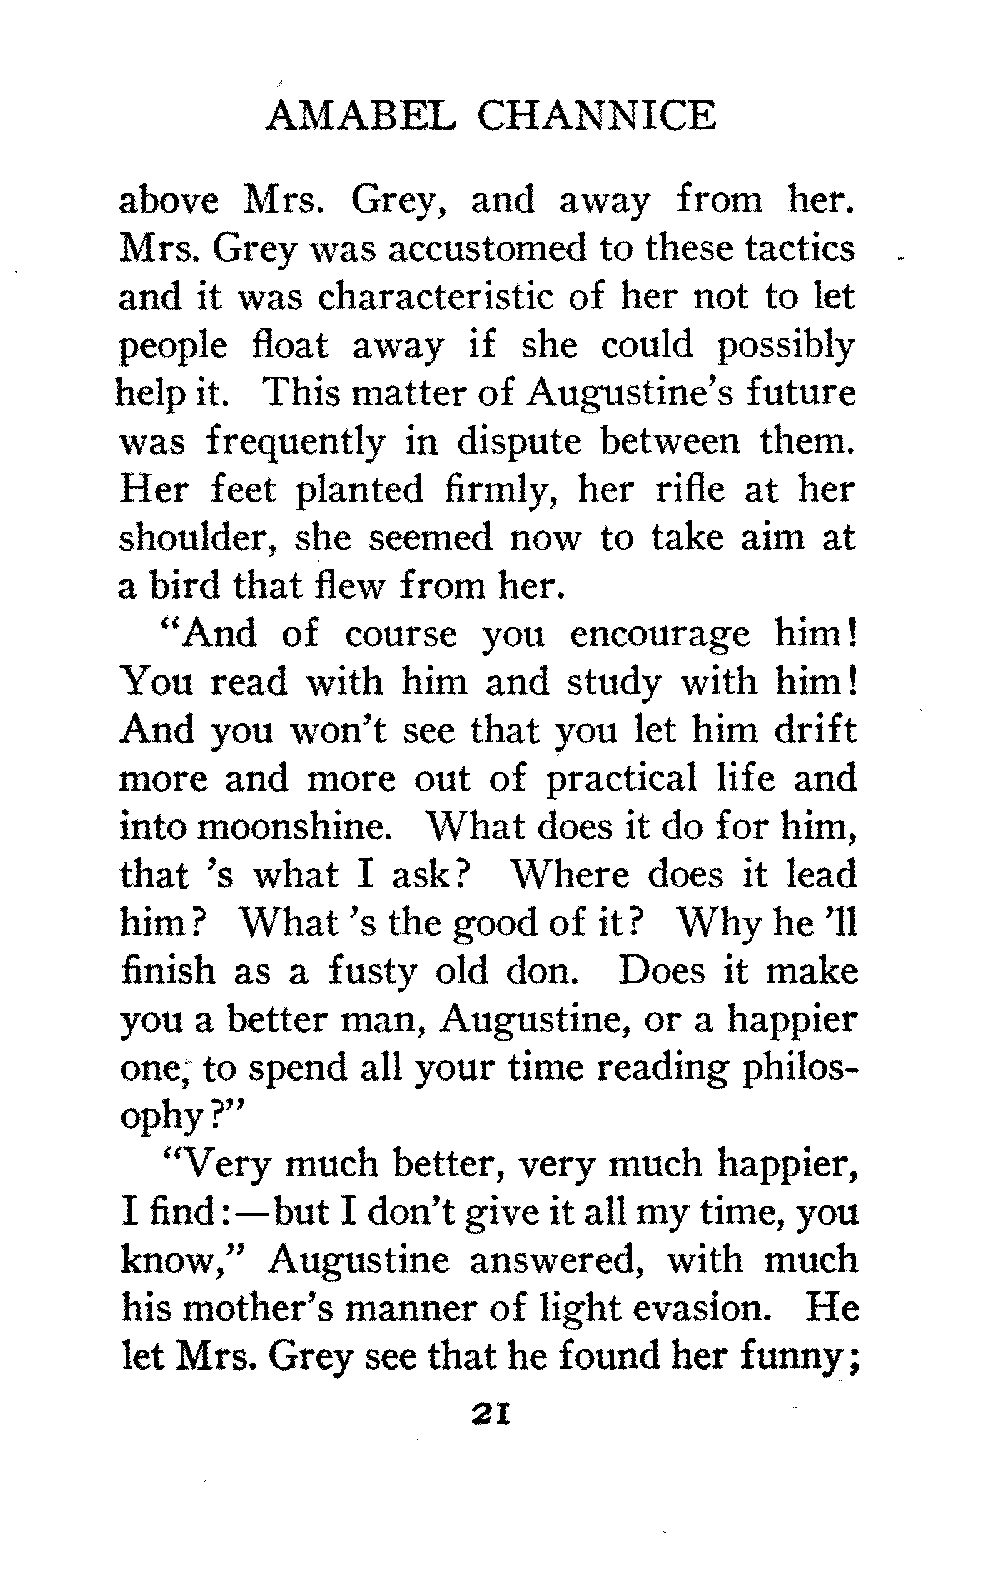 AMABEL CHANNICE
above Mrs. Grey, and away from her.
Mrs. Grey was accustomed to these tactics
and it was characteristic of her not to let
people float away if she could possibly
help it. This matter of Augustine's future
was frequently in dispute between them.
Her feet planted firmly, her rifle at her
shoulder, she seemed now to take aim at
a bird that flew from her.
"And of course you encourage him!
You read with him and study with him!
And you won't see that you let him drift
more and more out of practical life and
into moonshine. What does it do for him,
that 's what I ask? Where does it lead
him? What 's the good of it? Why he 'll
finish as a fusty old don. Does it make
you a better man, Augustine, or a happier
one, to spend all your time reading philos-
ophy?"
"Very much better, very much happier,
I find:—but I don't give it all my time, you
know," Augustine answered, with much
his mother's manner of light evasion. He
let Mrs. Grey see that he found her funny;
21